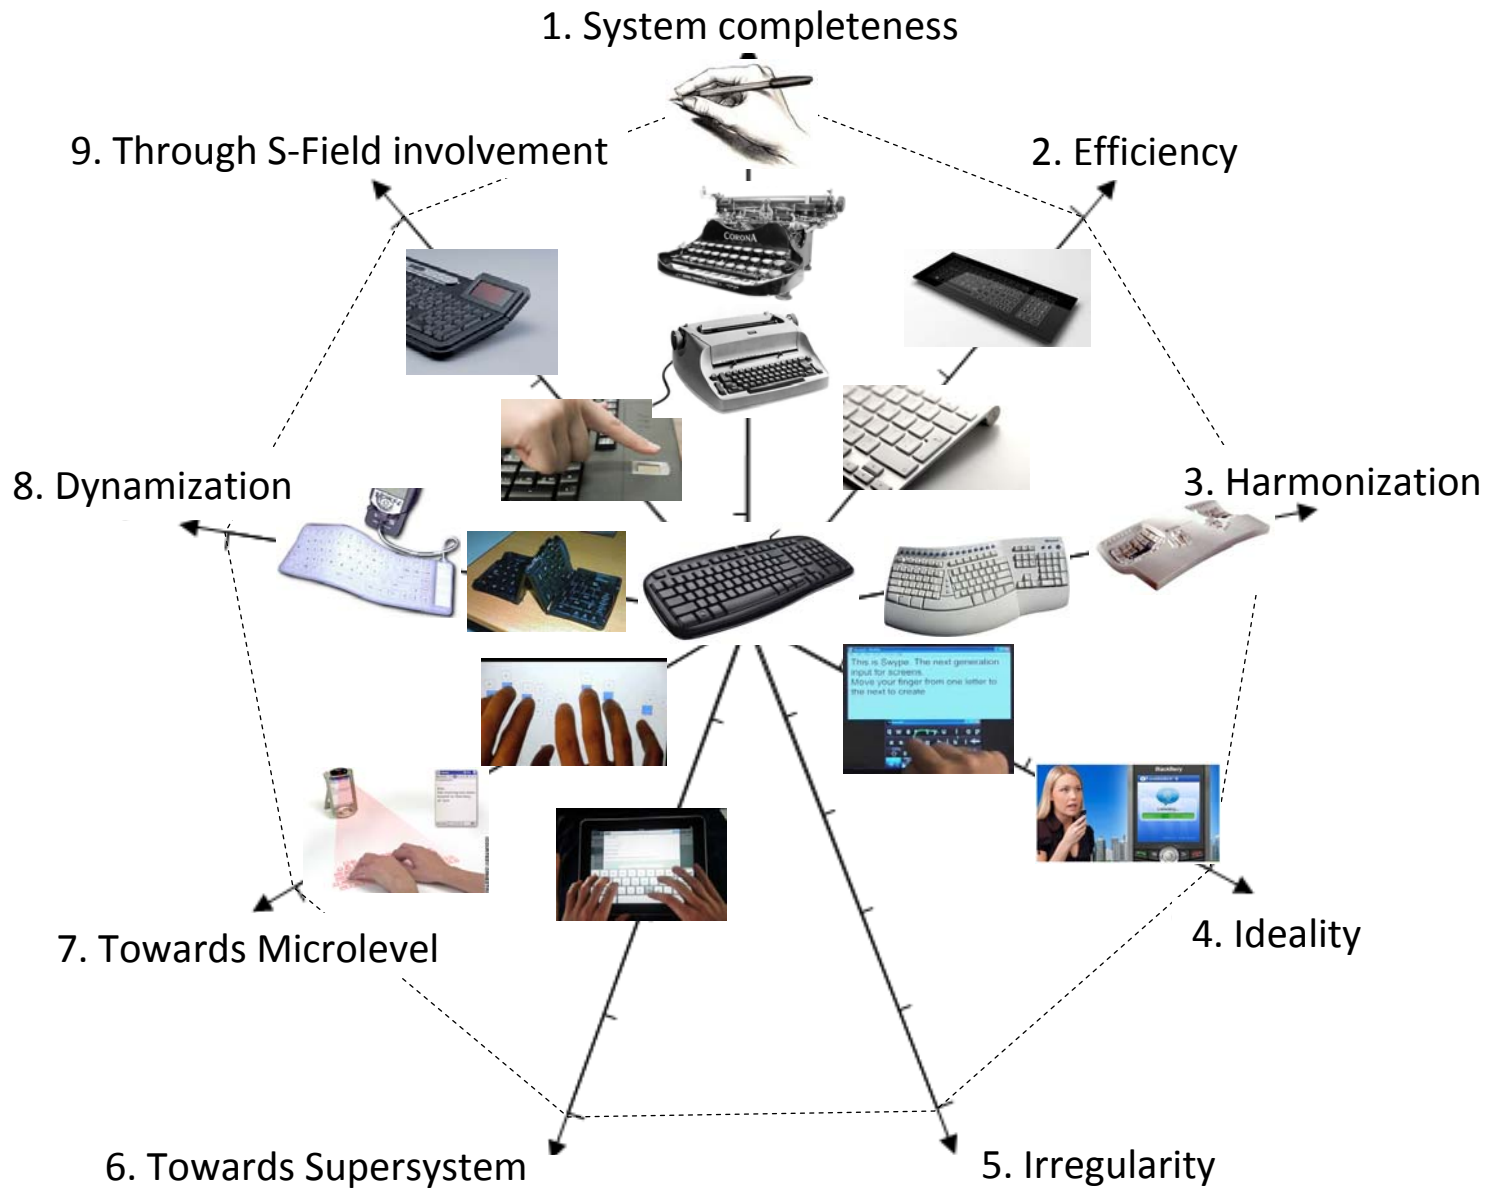 1. System completeness
9. Through S-Field involvement
2. Efficiency
CORONA
8. Dynamization
3. Harmonization
This is Swype. The next generation
input for screens.
Move your finger from one letter to
the next to create
BlackBerry
7. Towards Microlevel
4. Ideality
6. Towards Supersystem
5. Irregularity